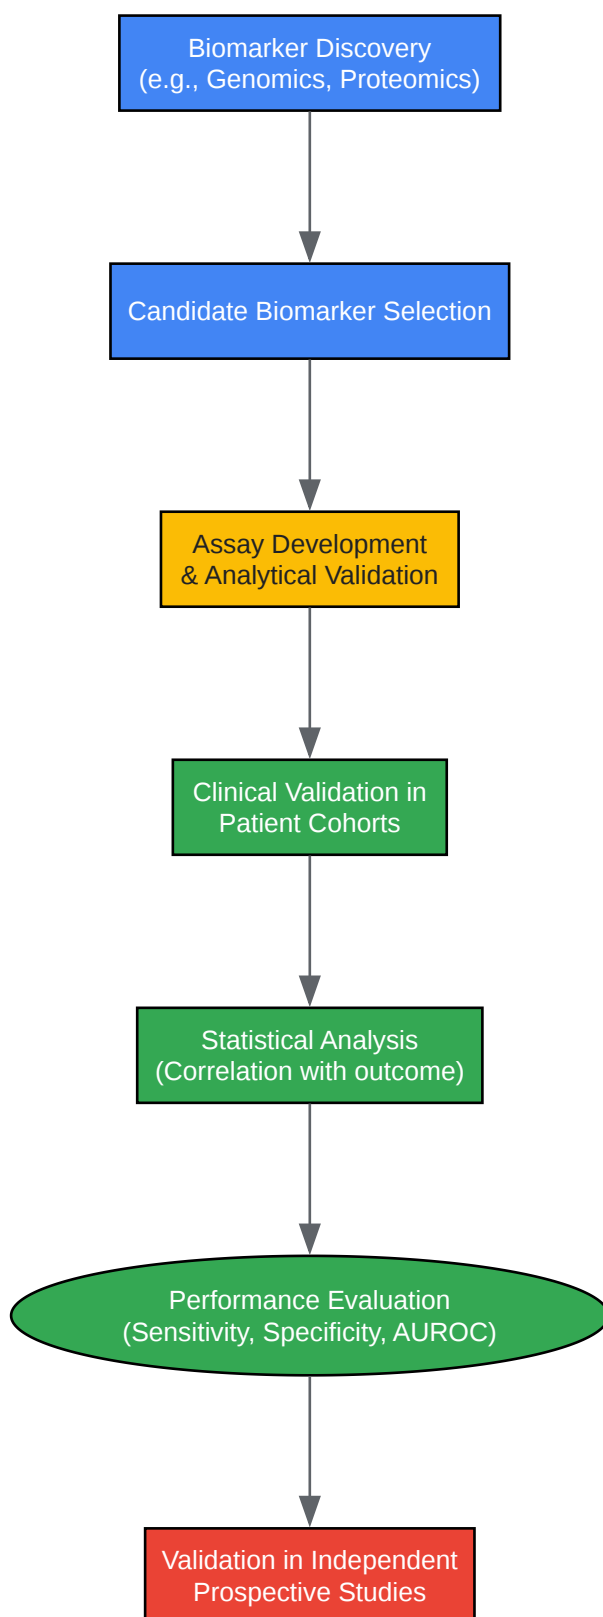 Biomarker Discovery
(e.g., Genomics, Proteomics)
Candidate Biomarker Selection
Assay Development
& Analytical Validation
Clinical Validation in
Patient Cohorts
Statistical Analysis
(Correlation with outcome)
Performance Evaluation
(Sensitivity, Specificity, AUROC)
Validation in Independent
Prospective Studies